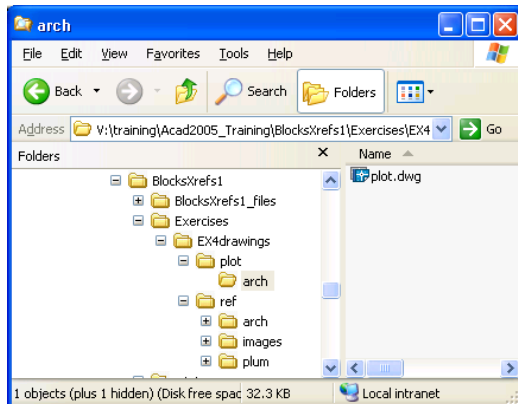 arch
File Edit View Favorites Tools Help
Back Search Folders
Address V:\training\Acad2005_Training\BlocksXrefs1\Exercises\EX4 Go
Folders x Name
BlocksXrefs1 plot.dwg
BlocksXrefs1_files
Exercises
EX4drawings
plot
arch
ref
arch
images
plum
1 objects (plus 1 hidden) (Disk free spac 32.3 KB Local intranet